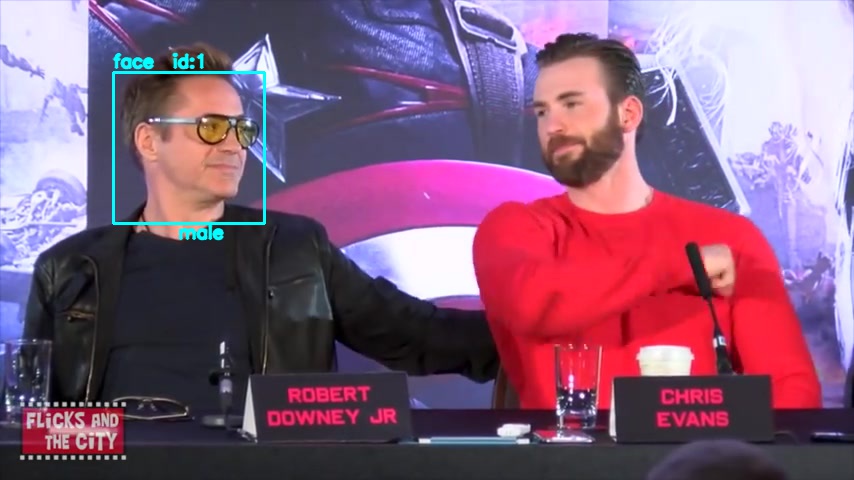 face id:1
male
ROBERT
DOWNEY JR
CHRIS
EVANS
FLiCKS AND
THE CiTY